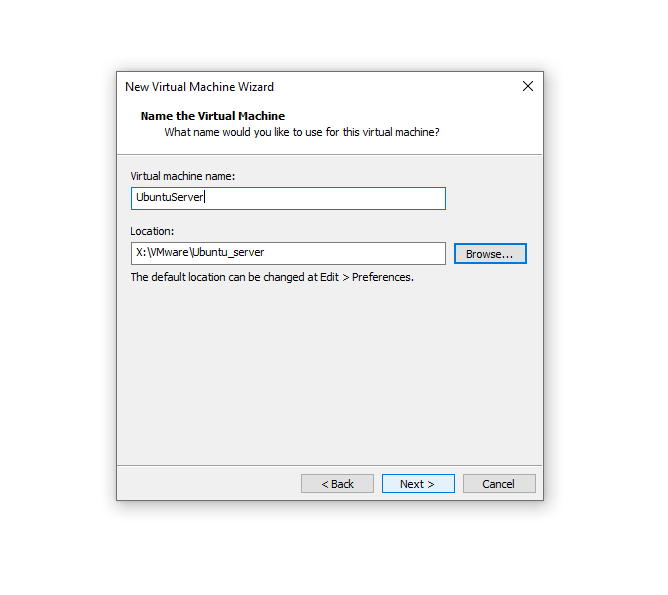 New Virtual Machine Wizard
Name the Virtual Machine
What name would you like to use for this virtual machine?
Virtual machine name:
UbuntuServer
Location:
X:\VMware\Ubuntu_server
Browse...
The default location can be changed at Edit > Preferences.
< Back
Next >
Cancel